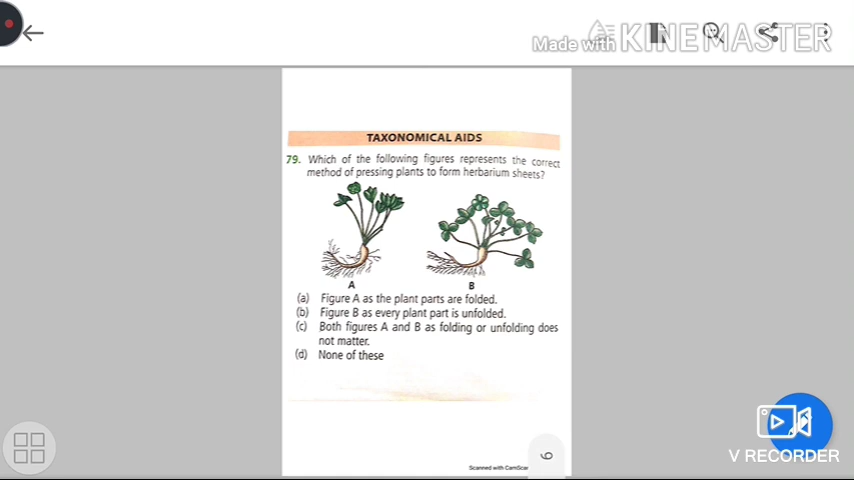 Made with KINEMASTER
TAXONOMICAL AIDS
79. Which of the following figures represents the correct
method of pressing plants to form herbarium sheets?
A
B
(a) Figure A as the plant parts are folded.
(b) Figure B as every plant part is unfolded.
(c) Both figures A and B as folding or unfolding does
not matter.
(d) None of these
V RECORDER
Scanned with